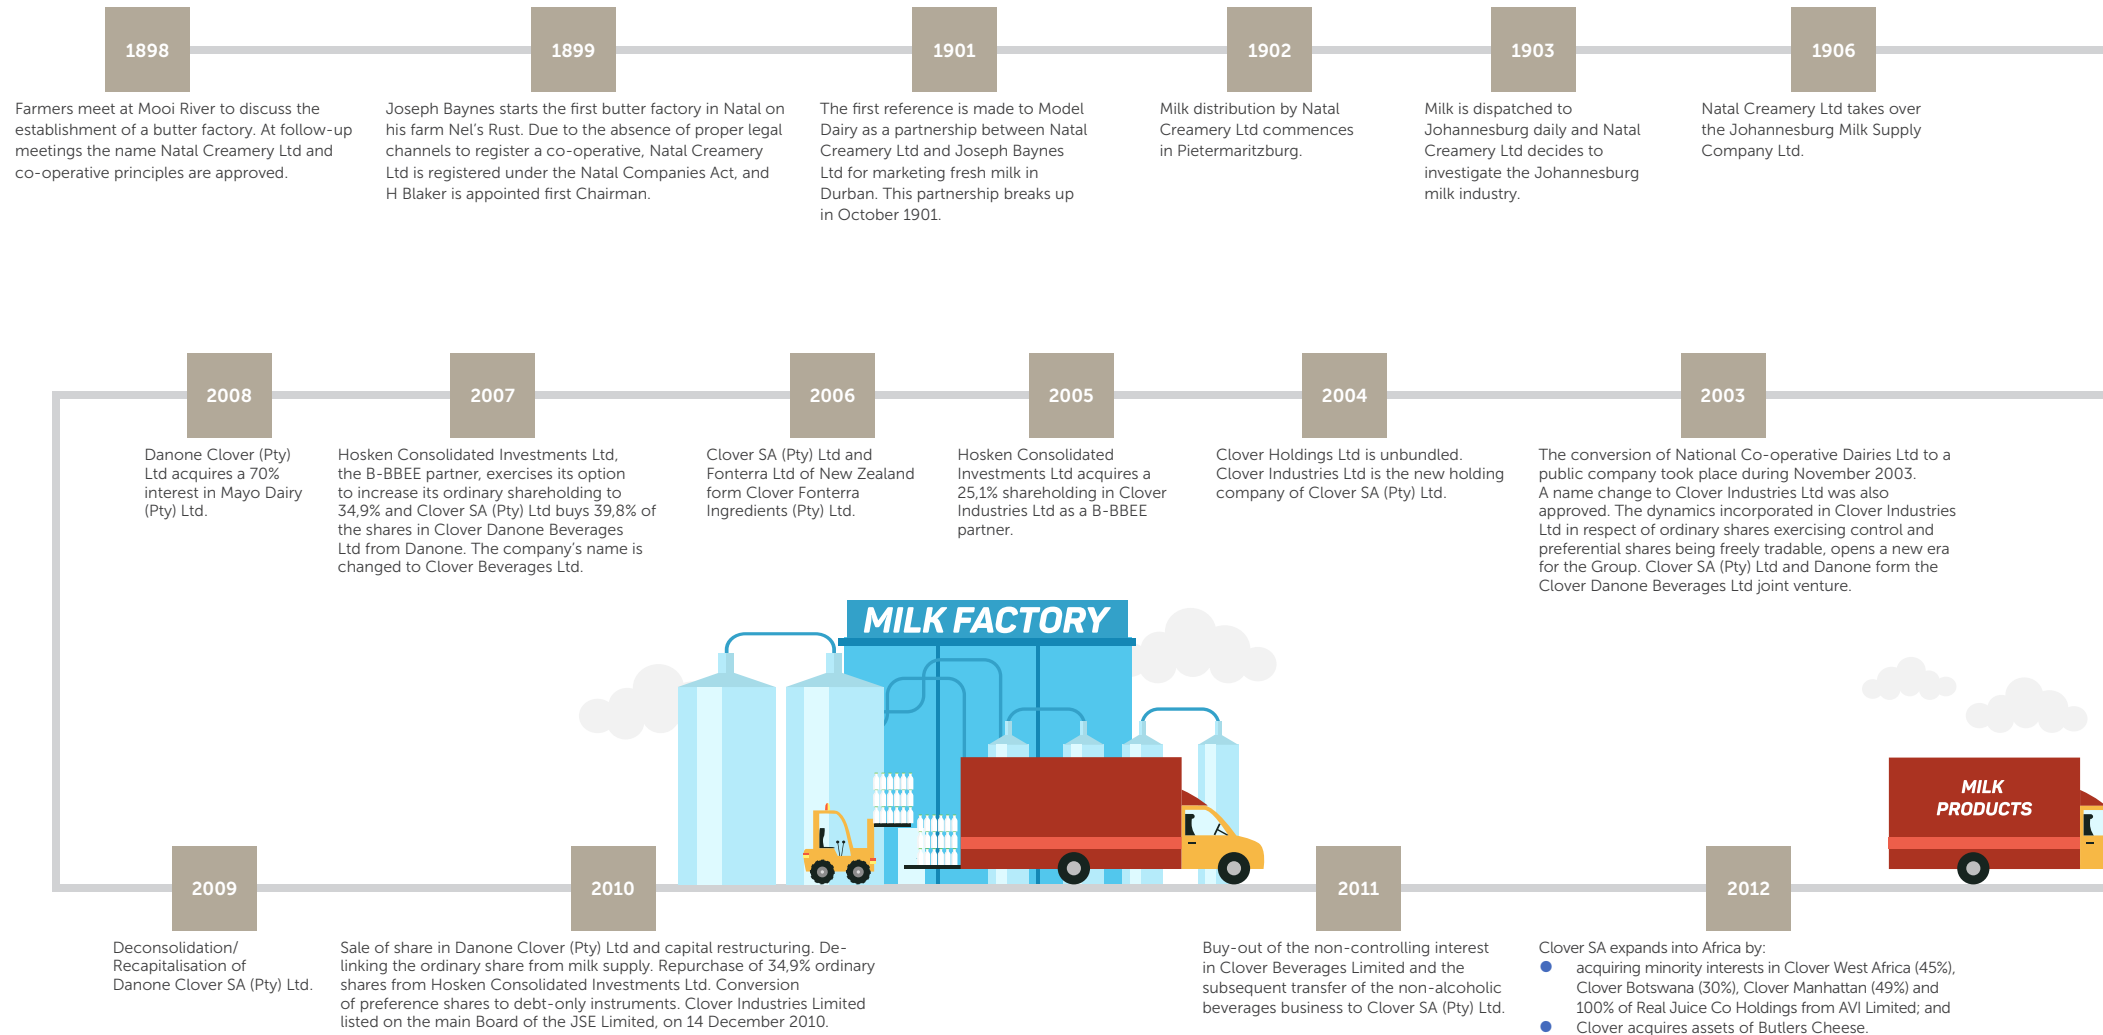 1898
Farmers meet at Mooi River to discuss the
establishment of a butter factory. At follow-up
meetings the name Natal Creamery Ltd and
co-operative principles are approved.
1899
Joseph Baynes starts the first butter factory in Natal on
his farm Nel’s Rust. Due to the absence of proper legal
channels to register a co-operative, Natal Creamery
Ltd is registered under the Natal Companies Act, and
H Blaker is appointed first Chairman.
1901
The first reference is made to Model
Dairy as a partnership between Natal
Creamery Ltd and Joseph Baynes
Ltd for marketing fresh milk in
Durban. This partnership breaks up
in October 1901.
1902
Milk distribution by Natal
Creamery Ltd commences
in Pietermaritzburg.
1903
Milk is dispatched to
Johannesburg daily and Natal
Creamery Ltd decides to
investigate the Johannesburg
milk industry.
1906
Natal Creamery Ltd takes over
the Johannesburg Milk Supply
Company Ltd.
2008
Danone Clover (Pty)
Ltd acquires a 70%
interest in Mayo Dairy
(Pty) Ltd.
2007
Hosken Consolidated Investments Ltd,
the B-BBEE partner, exercises its option
to increase its ordinary shareholding to
34,9% and Clover SA (Pty) Ltd buys 39,8% of
the shares in Clover Danone Beverages
Ltd from Danone. The company’s name is
changed to Clover Beverages Ltd.
2006
Clover SA (Pty) Ltd and
Fonterra Ltd of New Zealand
form Clover Fonterra
Ingredients (Pty) Ltd.
2005
Hosken Consolidated
Investments Ltd acquires a
25,1% shareholding in Clover
Industries Ltd as a B-BBEE
partner.
2004
Clover Holdings Ltd is unbundled.
Clover Industries Ltd is the new holding
company of Clover SA (Pty) Ltd.
2003
The conversion of National Co-operative Dairies Ltd to a
public company took place during November 2003.
A name change to Clover Industries Ltd was also
approved. The dynamics incorporated in Clover Industries
Ltd in respect of ordinary shares exercising control and
preferential shares being freely tradable, opens a new era
for the Group. Clover SA (Pty) Ltd and Danone form the
Clover Danone Beverages Ltd joint venture.
MILK FACTORY
MILK
PRODUCTS
2009
Deconsolidation/
Recapitalisation of
Danone Clover SA (Pty) Ltd.
2010
Sale of share in Danone Clover (Pty) Ltd and capital restructuring. De-
linking the ordinary share from milk supply. Repurchase of 34,9% ordinary
shares from Hosken Consolidated Investments Ltd. Conversion
of preference shares to debt-only instruments. Clover Industries Limited
listed on the main Board of the JSE Limited, on 14 December 2010.
2011
Buy-out of the non-controlling interest
in Clover Beverages Limited and the
subsequent transfer of the non-alcoholic
beverages business to Clover SA (Pty) Ltd.
2012
Clover SA expands into Africa by:
● acquiring minority interests in Clover West Africa (45%),
Clover Botswana (30%), Clover Manhattan (49%) and
100% of Real Juice Co Holdings from AVI Limited; and
● Clover acquires assets of Butlers Cheese.